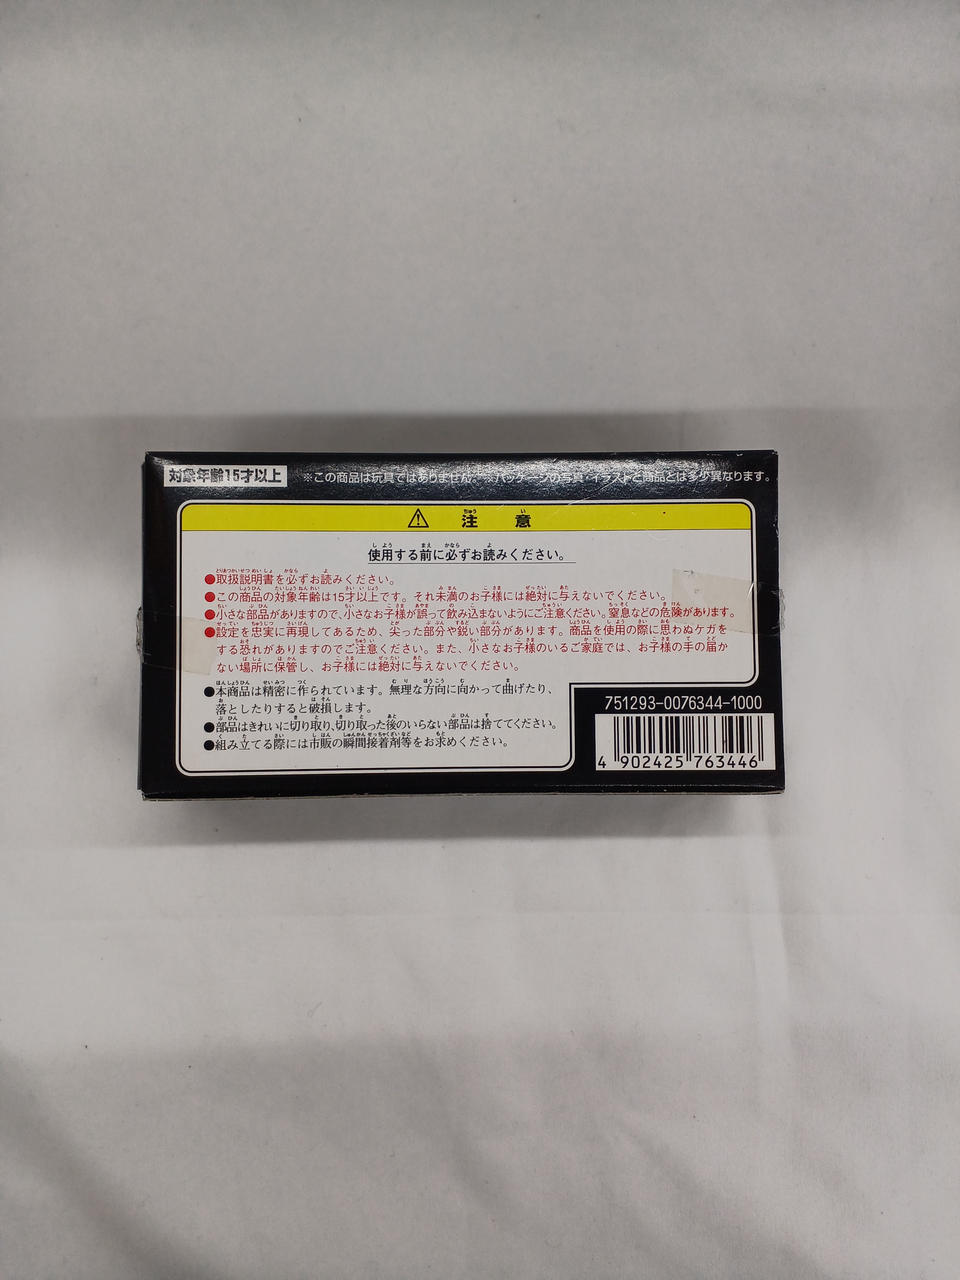 対象年齢15才以上
※この商品は玩具ではありません。※パッケージの写真・イラストと商品とは多少異なります。
⚠ 注意
使用する前に必ずお読みください。
●取扱説明書を必ずお読みください。
●この商品の対象年齢は15才以上です。それ未満のお子様には絶対に与えないでください。
●小さな部品がありますので、小さなお子様が誤って飲み込まないようにご注意ください。窒息などの危険があります。
●設定を忠実に再現してあるため、尖った部分や鋭い部分があります。商品を使用の際に思わぬケガを
する恐れがありますのでご注意ください。また、小さなお子様のいるご家庭では、お子様の手の届か
ない場所に保管し、お子様には絶対に与えないでください。
●本商品は精密に作られています。無理な方向に向かって曲げたり、
落としたりすると破損します。
●部品はきれいに切り取り、切り取った後のいらない部品は捨ててください。
●組み立てる際には市販の瞬間接着剤等をお求めください。
751293-0076344-1000
4 902425 763446